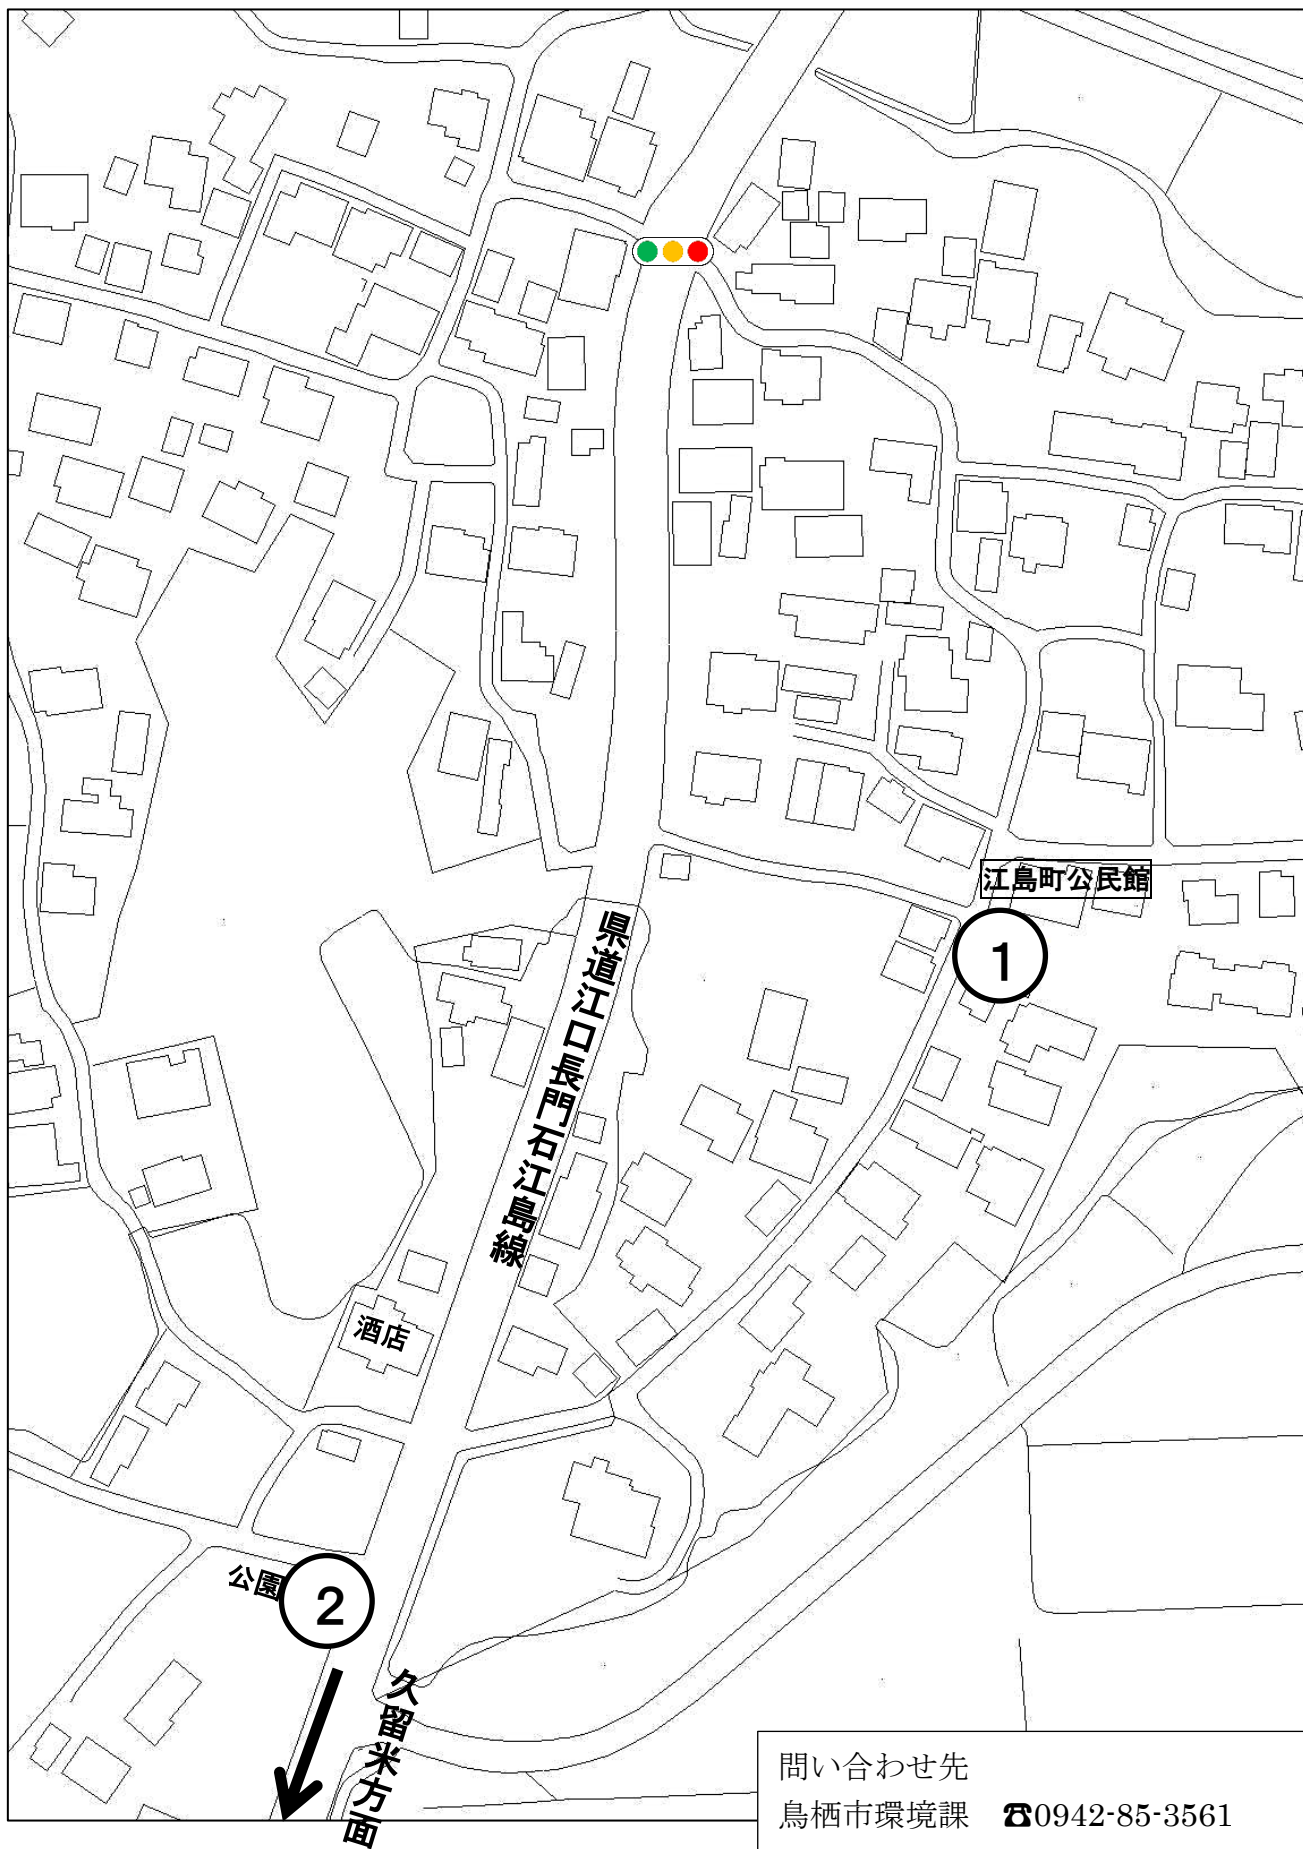 江島町公民館
1
県道江口長門石江島線
酒店
公園
2
久留米方面
問い合わせ先
鳥栖市環境課　☎0942-85-3561